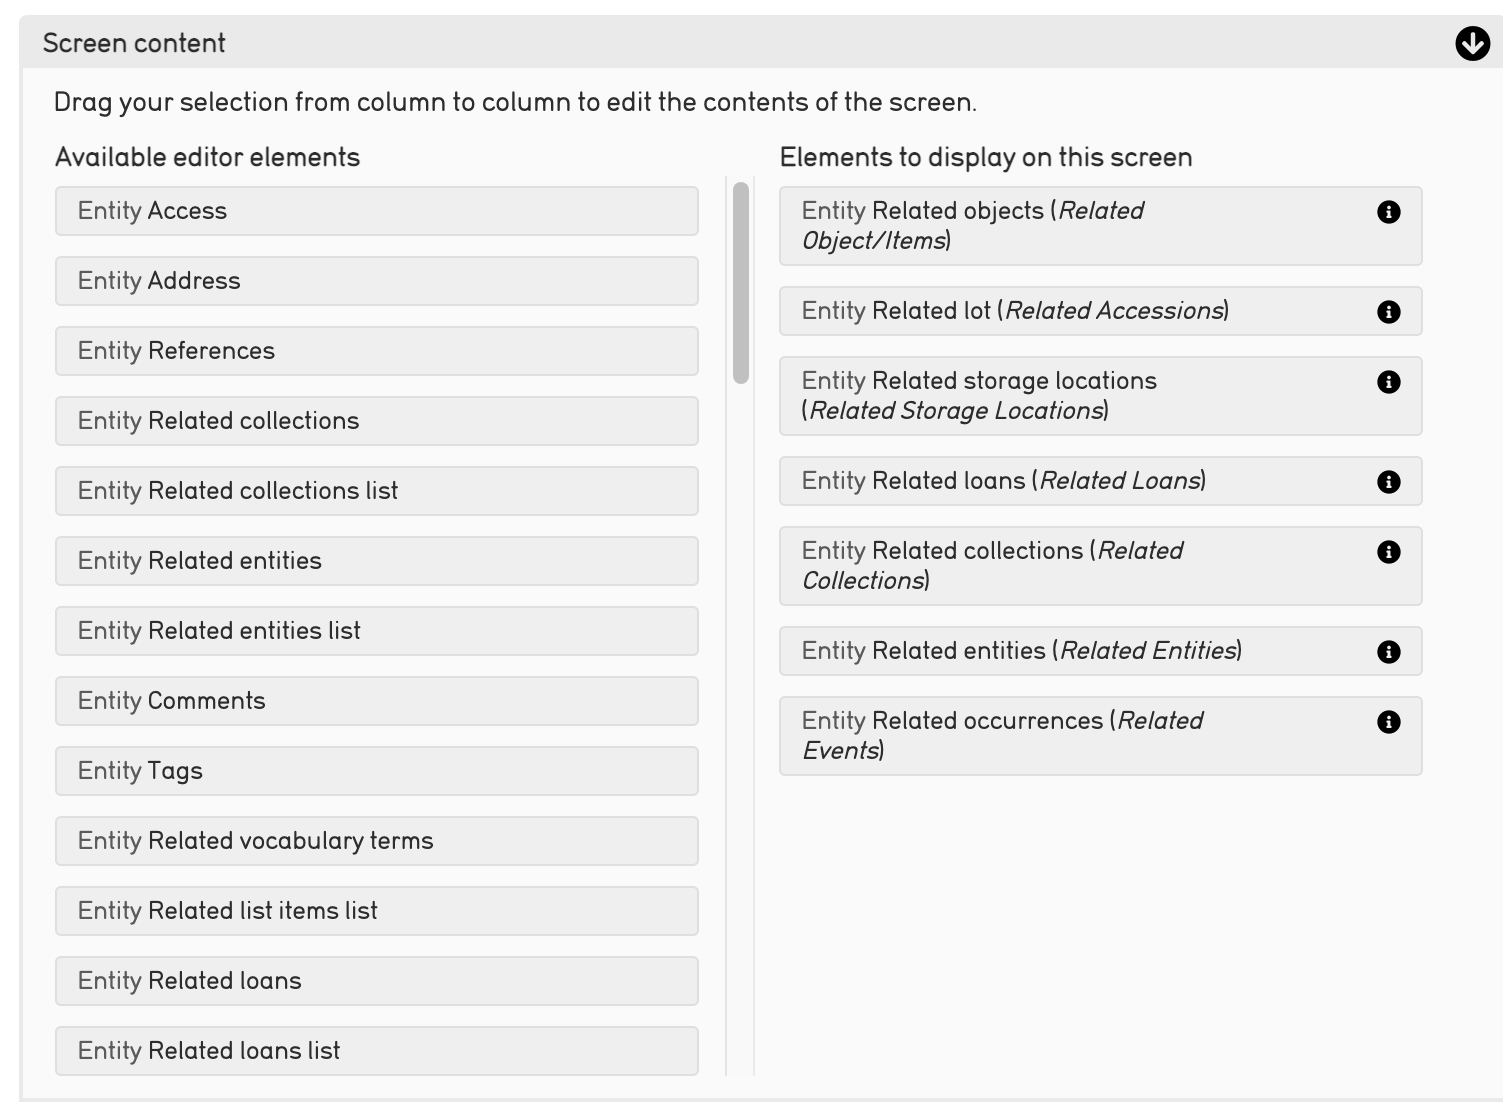 Screen content
Drag your selection from column to column to edit the contents of the screen.
Available editor elements
Entity Access
Entity Address
Entity References
Entity Related collections
Entity Related collections list
Entity Related entities
Entity Related entities list
Entity Comments
Entity Tags
Entity Related vocabulary terms
Entity Related list items list
Entity Related loans
Entity Related loans list
Elements to display on this screen
Entity Related objects (Related
Object/Items)
Entity Related lot (Related Accessions)
Entity Related storage locations
(Related Storage Locations)
Entity Related loans (Related Loans)
Entity Related collections (Related
Collections)
Entity Related entities (Related Entities)
Entity Related occurrences (Related
Events)